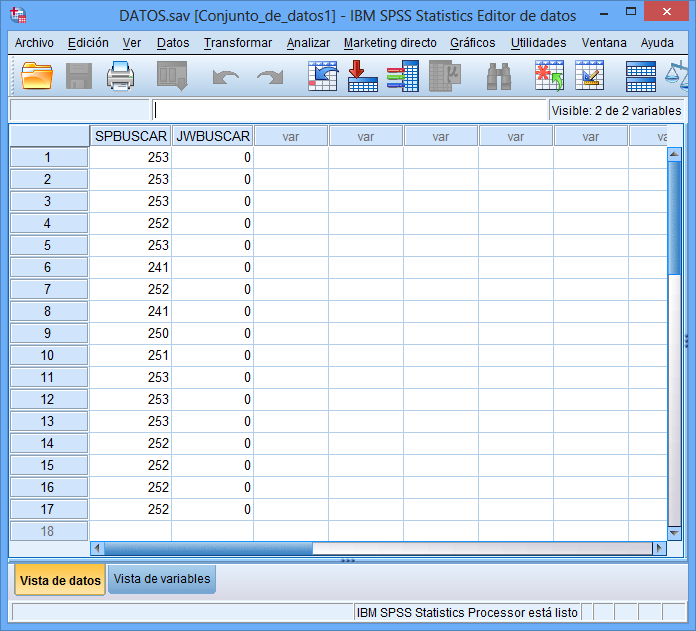 DATOS.sav [Conjunto_de_datos1] - IBM SPSS Statistics Editor de datos
Archivo Edición Ver Datos Transformar Analizar Marketing directo Gráficos Utilidades Ventana Ayuda
Visible: 2 de 2 variables
SPBUSCAR JWBUSCAR var var var var var va
1 253 0
2 253 0
3 253 0
4 252 0
5 253 0
6 241 0
7 252 0
8 241 0
9 250 0
10 251 0
11 253 0
12 253 0
13 253 0
14 252 0
15 252 0
16 252 0
17 252 0
18
Vista de datos Vista de variables
IBM SPSS Statistics Processor está listo